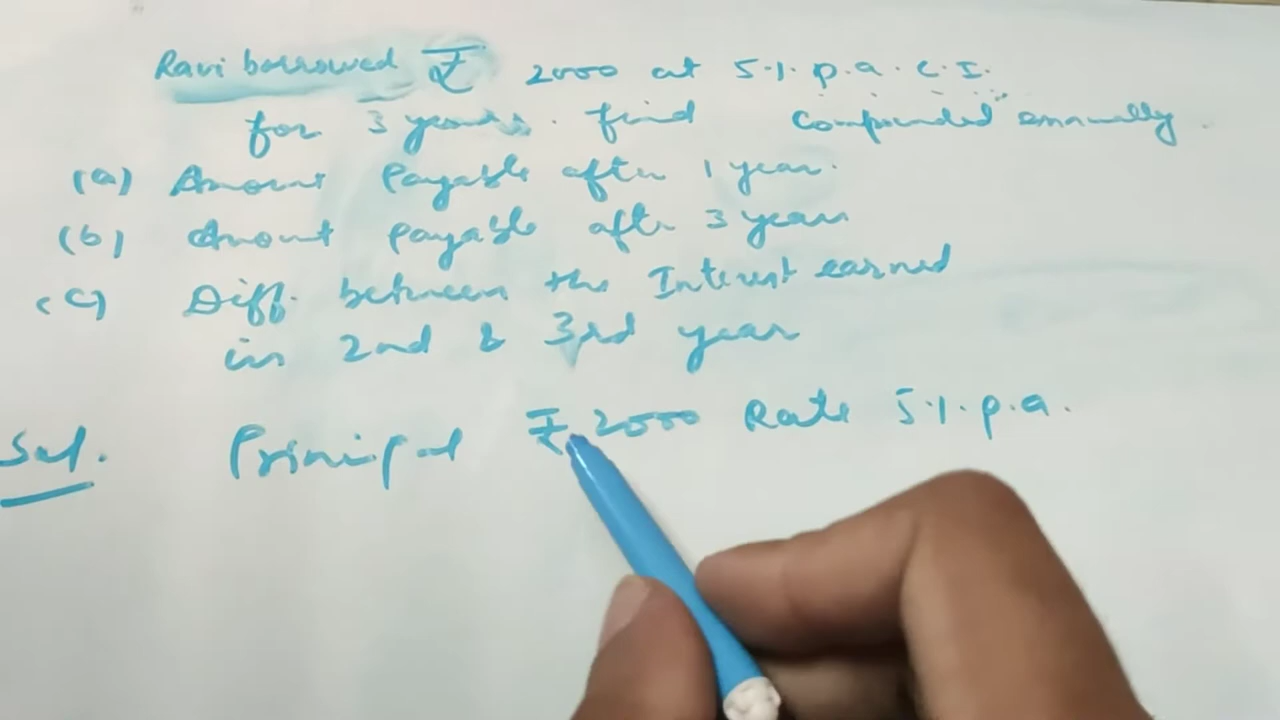 Ravi borrowed ₹ 2000 at 5%. p.a. C.I.
for 3 years. find compounded annually.
(a) Amount Payable after 1 year.
(b) Amount payable after 3 years
(c) Diff. between the Interest earned
in 2nd & 3rd year
Sol. Principal ₹ 2000 Rate 5%. p.a.